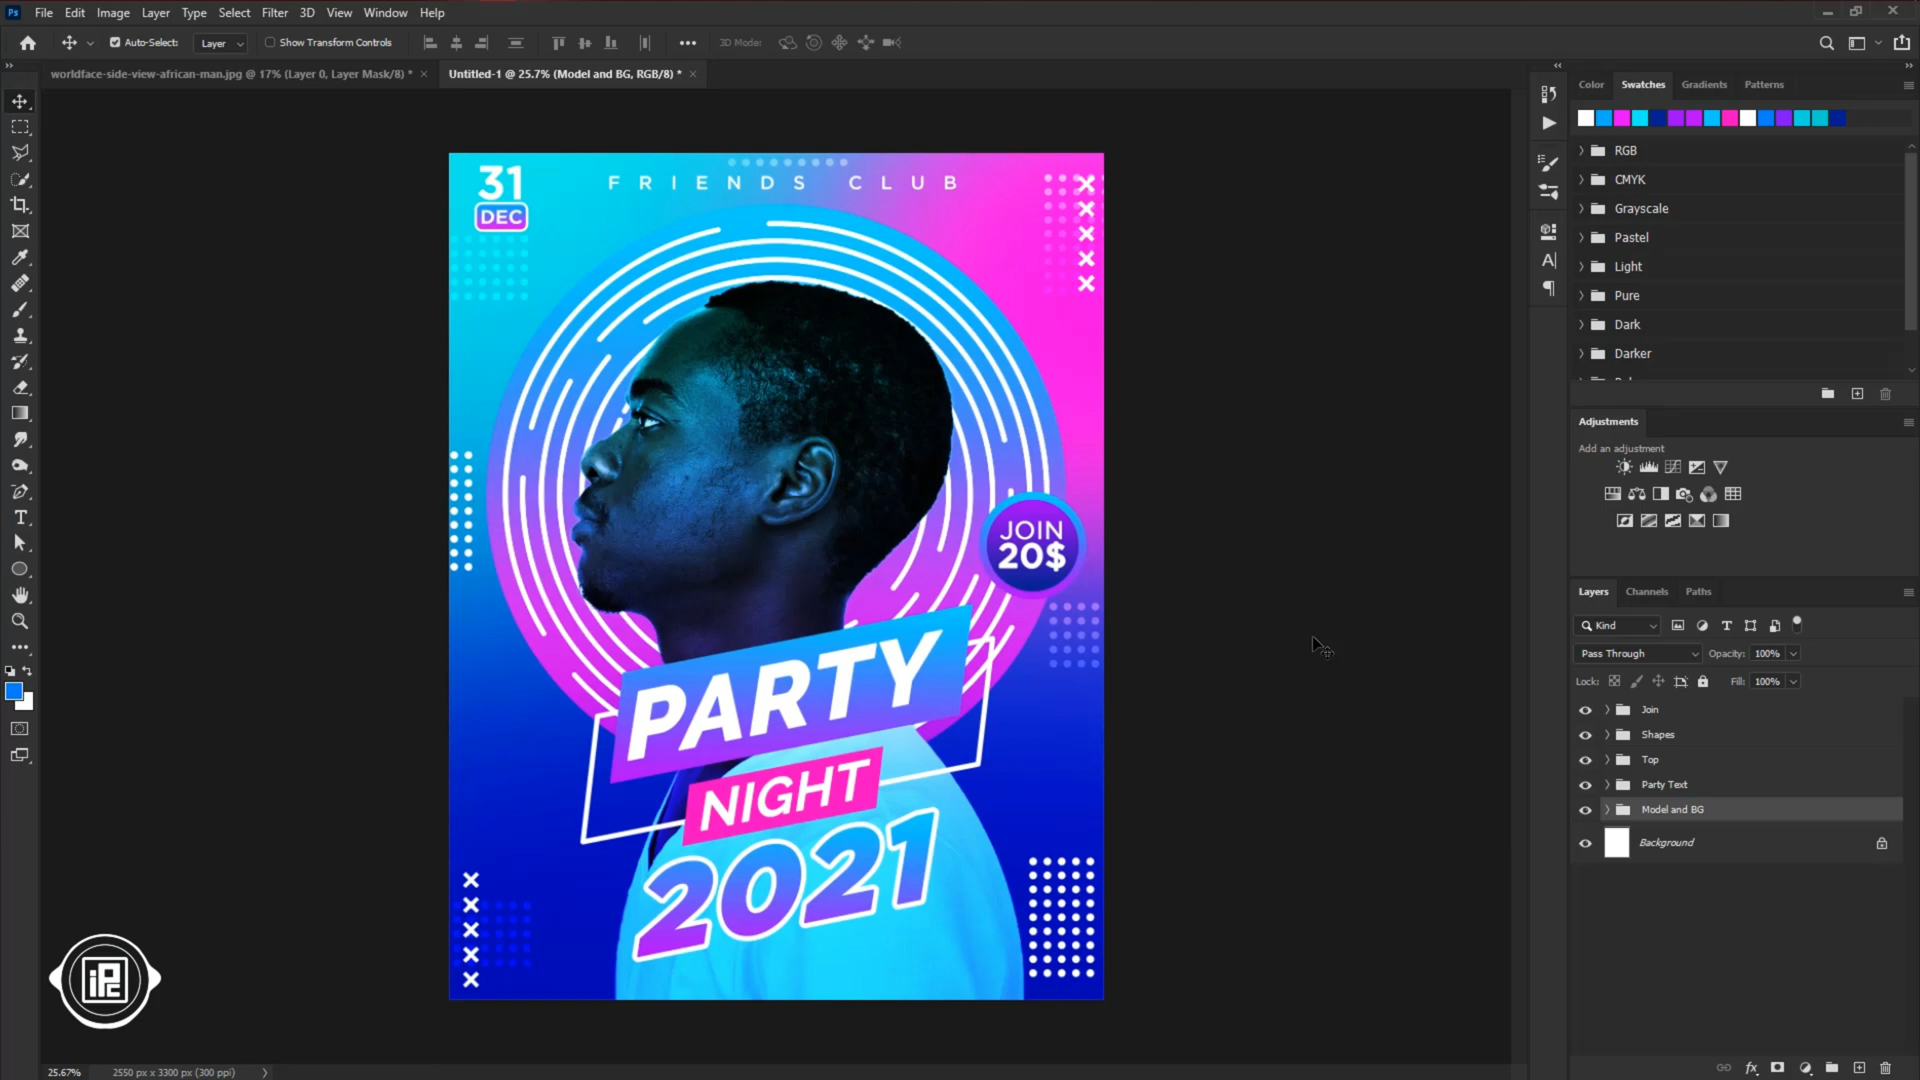 Ps File Edit Image Layer Type Select Filter 3D View Window Help
Auto-Select: Layer Show Transform Controls 3D Mode:
worldface-side-view-african-man.jpg @ 17% (Layer 0, Layer Mask/8) * × Untitled-1 @ 25.7% (Model and BG, RGB/8) * ×
31
DEC
FRIENDS CLUB
JOIN
20$
PARTY
NIGHT
2021
Color Swatches Gradients Patterns
RGB
CMYK
Grayscale
Pastel
Light
Pure
Dark
Darker
Adjustments
Add an adjustment
Layers Channels Paths
Kind
Pass Through Opacity: 100%
Lock: Fill: 100%
Join
Shapes
Top
Party Text
Model and BG
Background
fx
25.67% 2550 px x 3300 px (300 ppi)